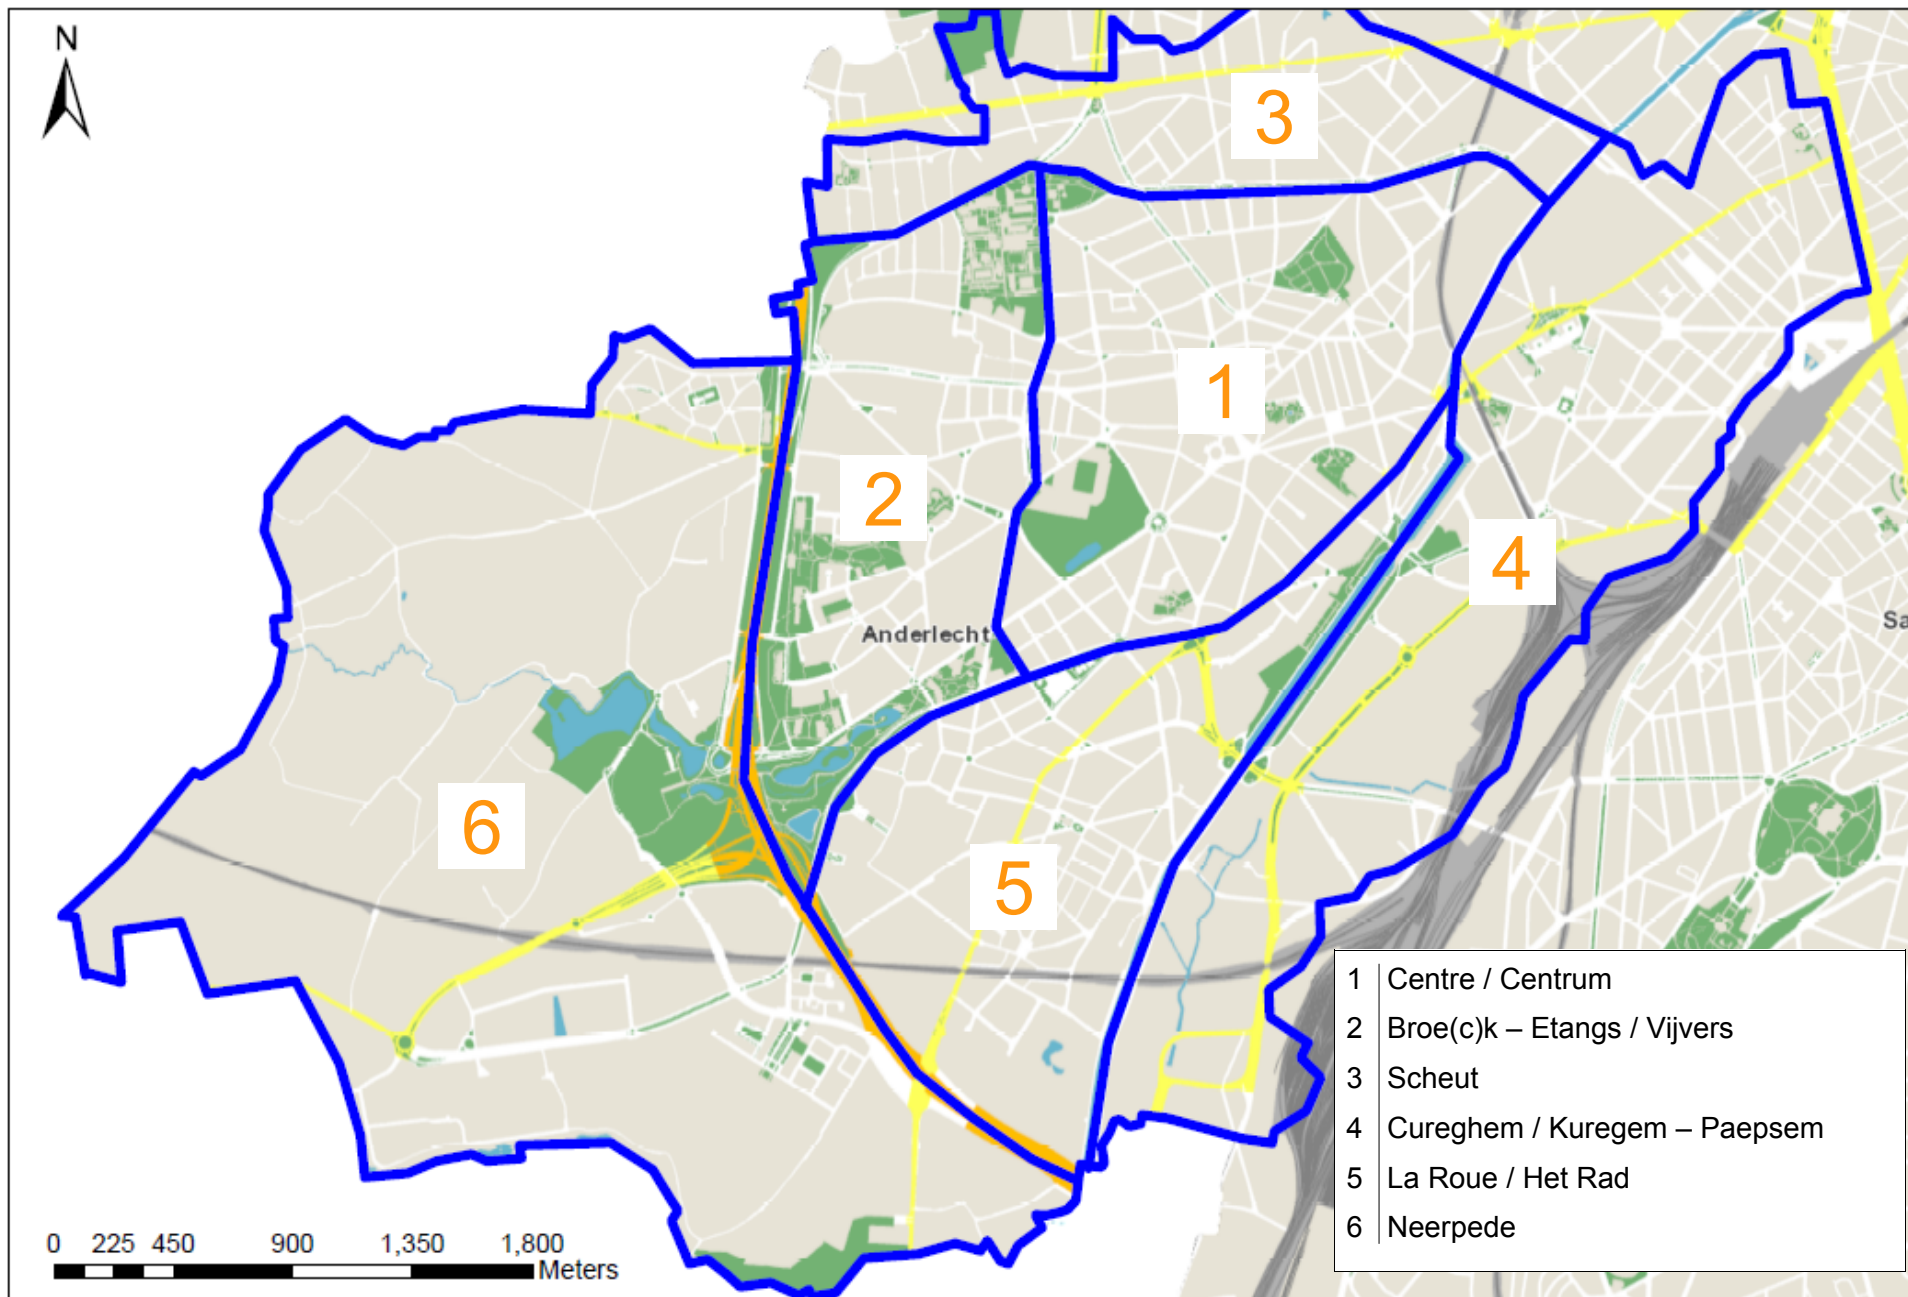 N
3
1
2
4
Anderlecht
Sa
6
5
1 Centre / Centrum
2 Broe(c)k – Etangs / Vijvers
3 Scheut
4 Cureghem / Kuregem – Paepsem
5 La Roue / Het Rad
6 Neerpede
0 225 450 900 1,350 1,800
Meters